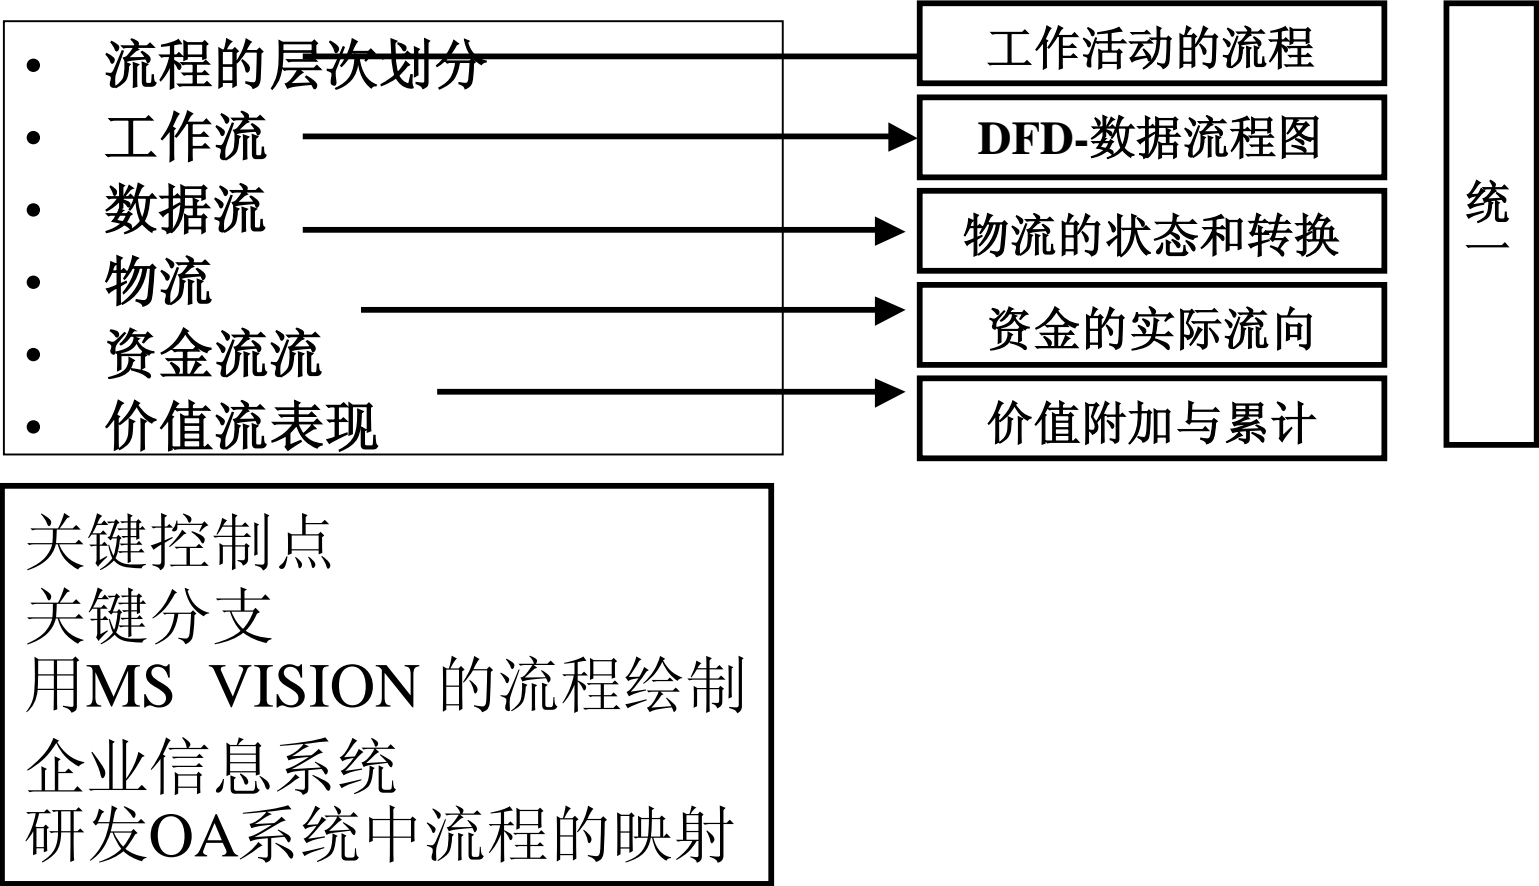 • 流程的层次划分
• 工作流
• 数据流
• 物流
• 资金流流
• 价值流表现
工作活动的流程
DFD-数据流程图
物流的状态和转换
资金的实际流向
价值附加与累计
统
一
关键控制点
关键分支
用MS VISION 的流程绘制
企业信息系统
研发OA系统中流程的映射